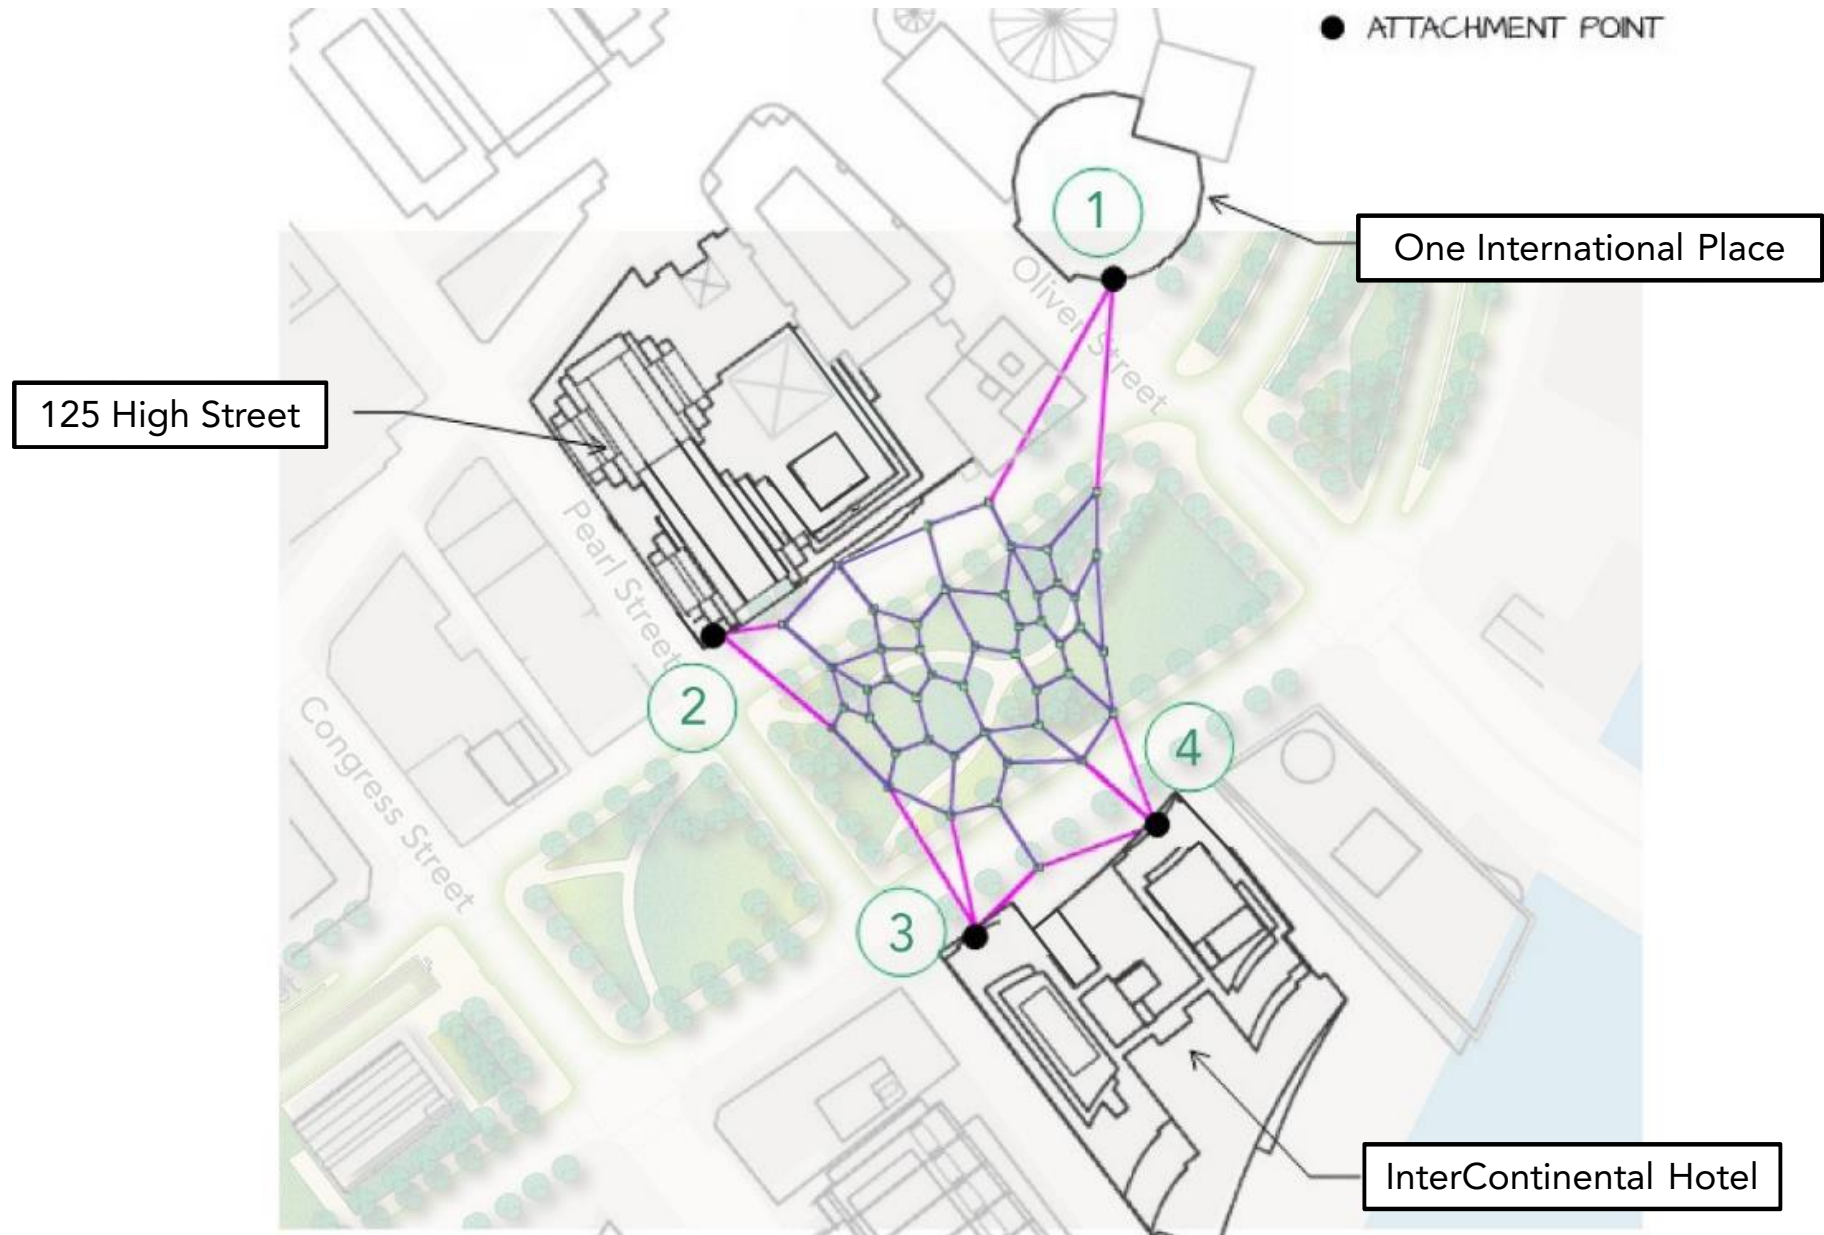 ATTACHMENT POINT
1
One International Place
Oliver Street
125 High Street
Pearl Street
2
4
Congress Street
3
InterContinental Hotel